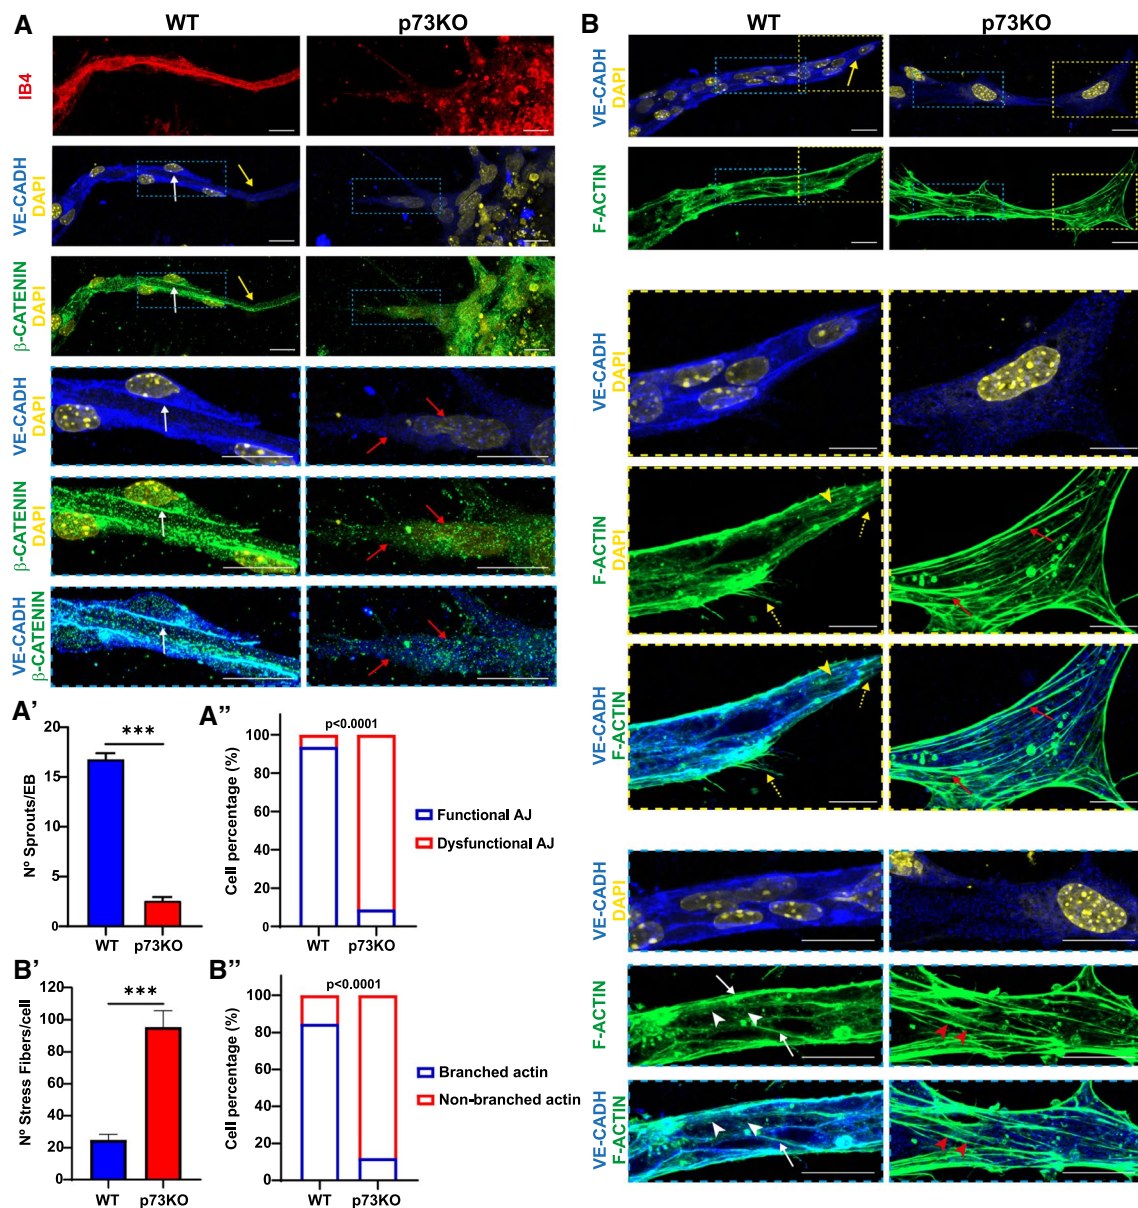 A
WT
p73KO
IB4
VE-CADH
DAPI
β-CATENIN
DAPI
VE-CADH
DAPI
β-CATENIN
DAPI
VE-CADH
β-CATENIN
A'
Nº Sprouts/EB
20
15
10
5
0
***
WT
p73KO
A''
Cell percentage (%)
100
80
60
40
20
0
p<0.0001
WT
p73KO
Functional AJ
Dysfunctional AJ
B'
Nº Stress Fibers/cell
120
100
80
60
40
20
0
***
WT
p73KO
B''
Cell percentage (%)
100
80
60
40
20
0
p<0.0001
WT
p73KO
Branched actin
Non-branched actin
B
WT
p73KO
VE-CADH
DAPI
F-ACTIN
VE-CADH
DAPI
F-ACTIN
DAPI
VE-CADH
F-ACTIN
VE-CADH
DAPI
F-ACTIN
VE-CADH
F-ACTIN